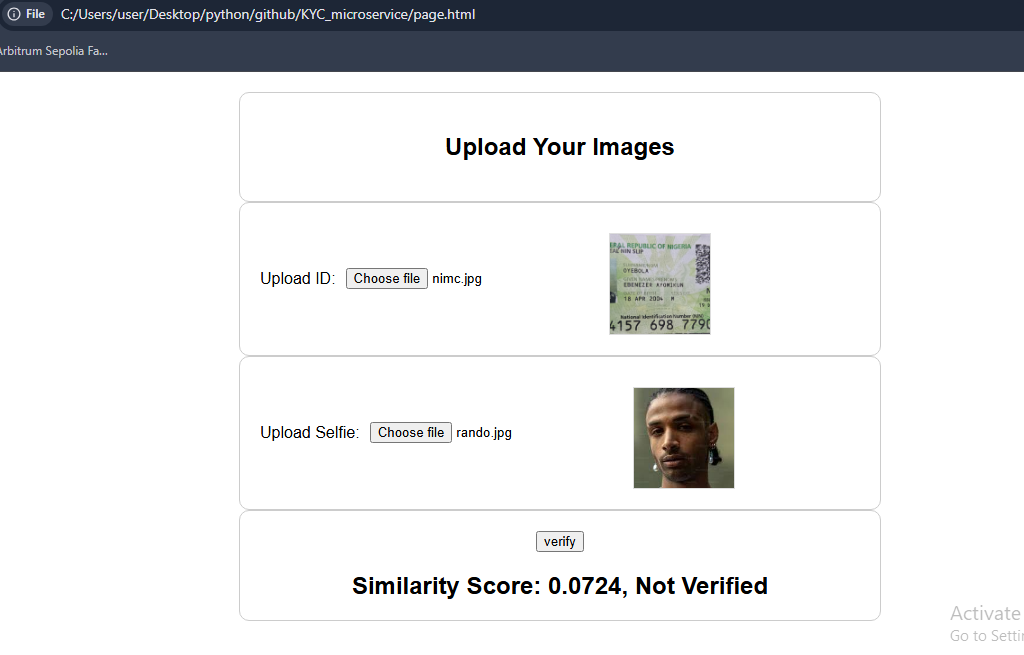 File C:/Users/user/Desktop/python/github/KYC_microservice/page.html
Arbitrum Sepolia Fa...
Upload Your Images
Upload ID: Choose file nimc.jpg
ERAL REPUBLIC OF NIGERIA
TAL NIN SLIP
OYEBOLA
EBENEZER AYOMIKUN
18 APR 2004 M
National Identification Number (NIN)
4157 698 7790
Upload Selfie: Choose file rando.jpg
verify
Similarity Score: 0.0724, Not Verified
Activate
Go to Settin